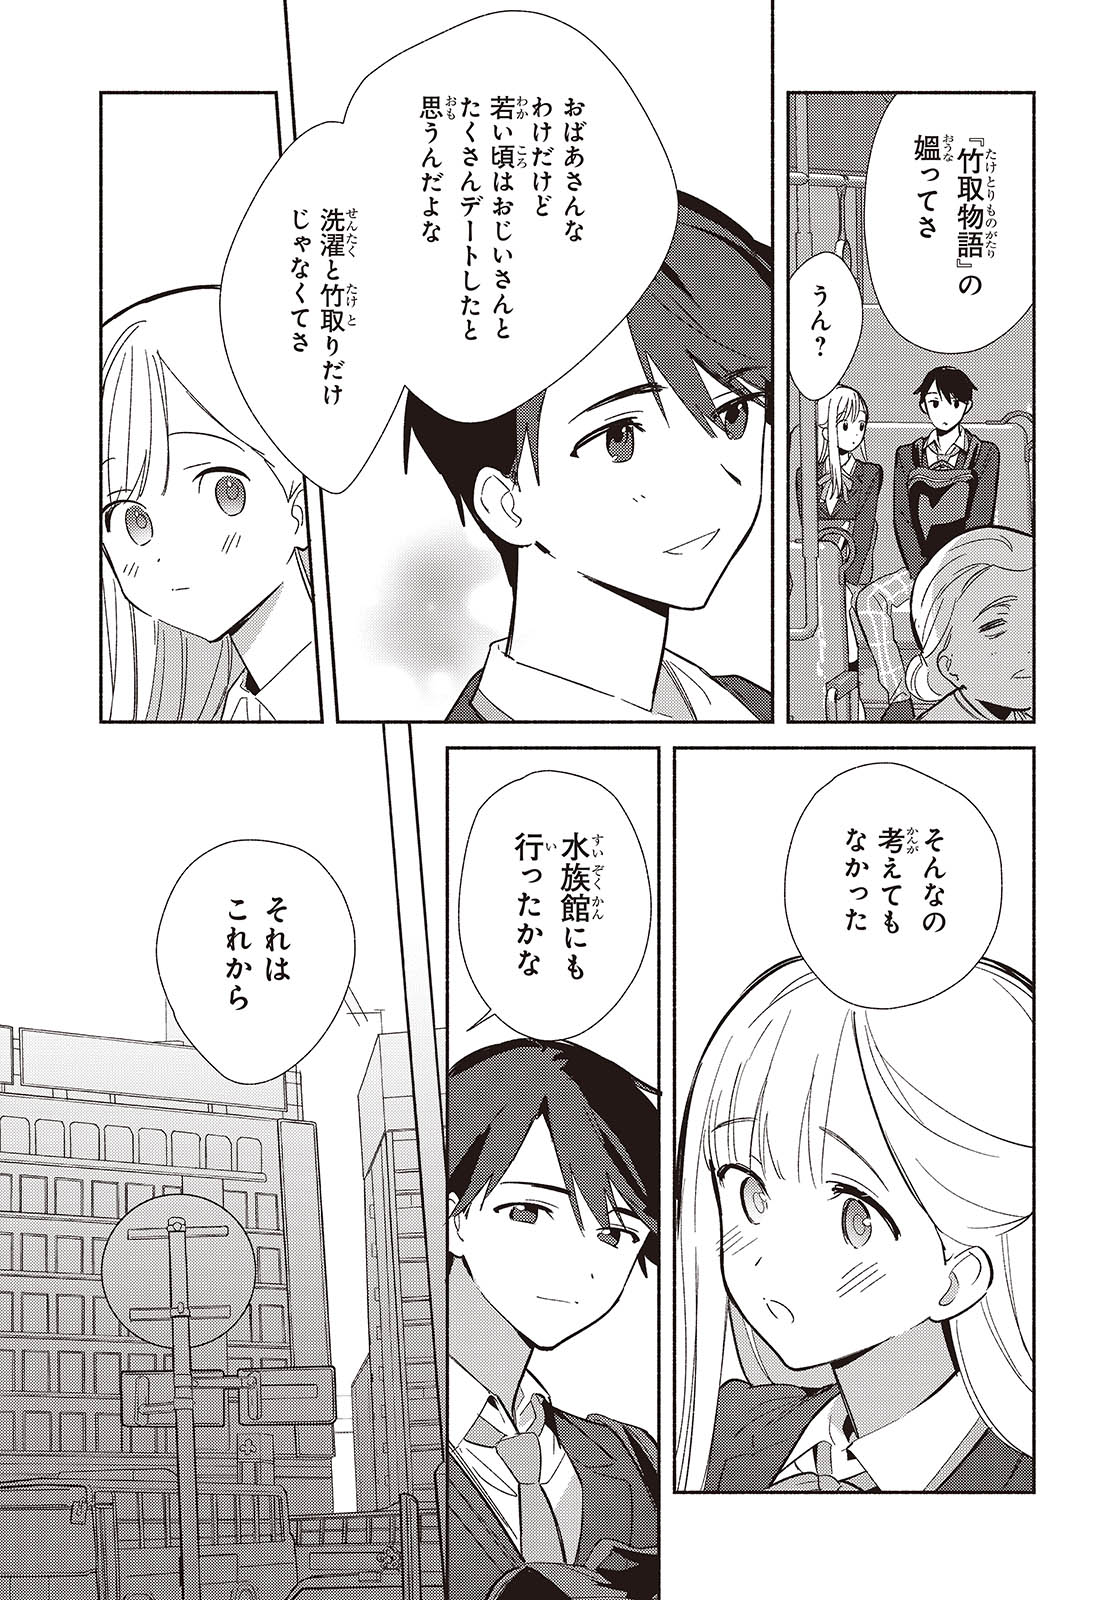 『竹取物語』の
媼ってさ
うん？
おばあさんな
わけだけど
若い頃はおじいさんと
たくさんデートしたと
思うんだよな
洗濯と竹取りだけ
じゃなくてさ
そんなの
考えても
なかった
水族館にも
行ったかな
それは
これから